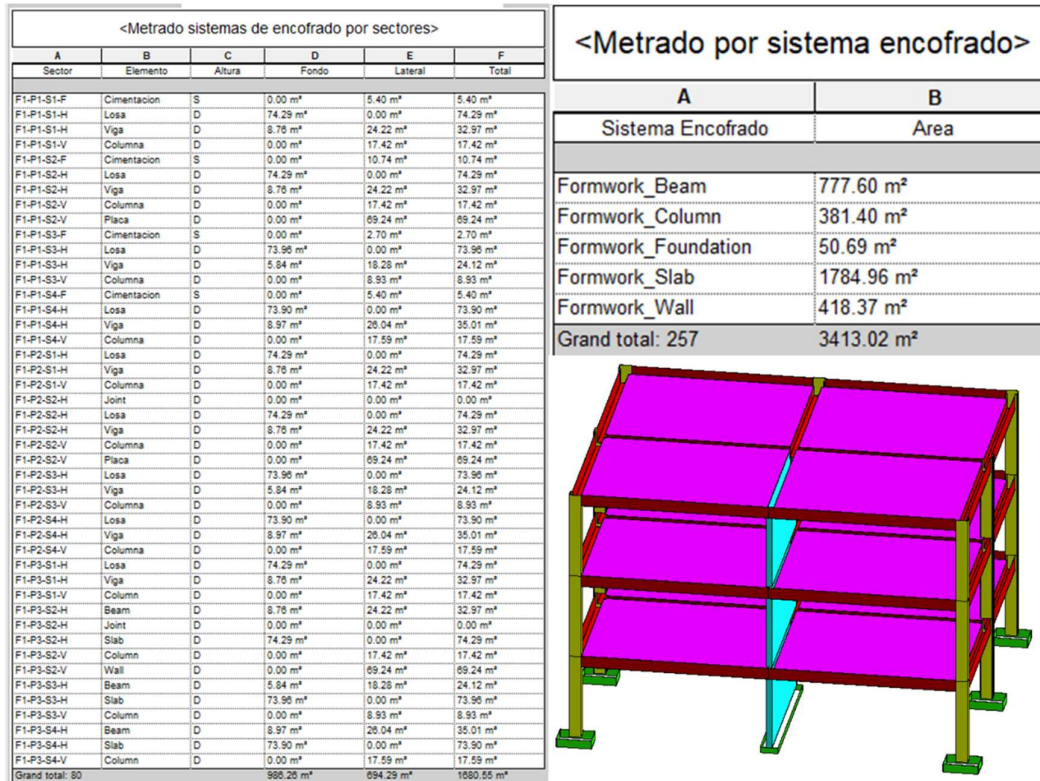 <Metrado sistemas de encofrado por sectores>
A B C D E F
Sector Elemento Altura Fondo Lateral Total
F1-P1-S1-F Cimentacion S 0.00 m² 5.40 m² 5.40 m²
F1-P1-S1-H Losa D 74.29 m² 0.00 m² 74.29 m²
F1-P1-S1-H Viga D 8.76 m² 24.22 m² 32.97 m²
F1-P1-S1-V Columna D 0.00 m² 17.42 m² 17.42 m²
F1-P1-S2-F Cimentacion S 0.00 m² 10.74 m² 10.74 m²
F1-P1-S2-H Losa D 74.29 m² 0.00 m² 74.29 m²
F1-P1-S2-H Viga D 8.76 m² 24.22 m² 32.97 m²
F1-P1-S2-V Columna D 0.00 m² 17.42 m² 17.42 m²
F1-P1-S2-V Placa D 0.00 m² 69.24 m² 69.24 m²
F1-P1-S3-F Cimentacion S 0.00 m² 2.70 m² 2.70 m²
F1-P1-S3-H Losa D 73.96 m² 0.00 m² 73.96 m²
F1-P1-S3-H Viga D 5.84 m² 18.28 m² 24.12 m²
F1-P1-S3-V Columna D 0.00 m² 8.93 m² 8.93 m²
F1-P1-S4-F Cimentacion S 0.00 m² 5.40 m² 5.40 m²
F1-P1-S4-H Losa D 73.90 m² 0.00 m² 73.90 m²
F1-P1-S4-H Viga D 8.97 m² 26.04 m² 35.01 m²
F1-P1-S4-V Columna D 0.00 m² 17.59 m² 17.59 m²
F1-P2-S1-H Losa D 74.29 m² 0.00 m² 74.29 m²
F1-P2-S1-H Viga D 8.76 m² 24.22 m² 32.97 m²
F1-P2-S1-V Columna D 0.00 m² 17.42 m² 17.42 m²
F1-P2-S2-H Joint D 0.00 m² 0.00 m² 0.00 m²
F1-P2-S2-H Losa D 74.29 m² 0.00 m² 74.29 m²
F1-P2-S2-H Viga D 8.76 m² 24.22 m² 32.97 m²
F1-P2-S2-V Columna D 0.00 m² 17.42 m² 17.42 m²
F1-P2-S2-V Placa D 0.00 m² 69.24 m² 69.24 m²
F1-P2-S3-H Losa D 73.96 m² 0.00 m² 73.96 m²
F1-P2-S3-H Viga D 5.84 m² 18.28 m² 24.12 m²
F1-P2-S3-V Columna D 0.00 m² 8.93 m² 8.93 m²
F1-P2-S4-H Losa D 73.90 m² 0.00 m² 73.90 m²
F1-P2-S4-H Viga D 8.97 m² 26.04 m² 35.01 m²
F1-P2-S4-V Columna D 0.00 m² 17.59 m² 17.59 m²
F1-P3-S1-H Losa D 74.29 m² 0.00 m² 74.29 m²
F1-P3-S1-H Viga D 8.76 m² 24.22 m² 32.97 m²
F1-P3-S1-V Column D 0.00 m² 17.42 m² 17.42 m²
F1-P3-S2-H Beam D 8.76 m² 24.22 m² 32.97 m²
F1-P3-S2-H Joint D 0.00 m² 0.00 m² 0.00 m²
F1-P3-S2-H Slab D 74.29 m² 0.00 m² 74.29 m²
F1-P3-S2-V Column D 0.00 m² 17.42 m² 17.42 m²
F1-P3-S2-V Wall D 0.00 m² 69.24 m² 69.24 m²
F1-P3-S3-H Beam D 5.84 m² 18.28 m² 24.12 m²
F1-P3-S3-H Slab D 73.96 m² 0.00 m² 73.96 m²
F1-P3-S3-V Column D 0.00 m² 8.93 m² 8.93 m²
F1-P3-S4-H Beam D 8.97 m² 26.04 m² 35.01 m²
F1-P3-S4-H Slab D 73.90 m² 0.00 m² 73.90 m²
F1-P3-S4-V Column D 0.00 m² 17.59 m² 17.59 m²
Grand total: 80 986.26 m² 694.29 m² 1680.55 m²
<Metrado por sistema encofrado>
A B
Sistema Encofrado Area
Formwork_Beam 777.60 m²
Formwork_Column 381.40 m²
Formwork_Foundation 50.69 m²
Formwork_Slab 1784.96 m²
Formwork_Wall 418.37 m²
Grand total: 257 3413.02 m²